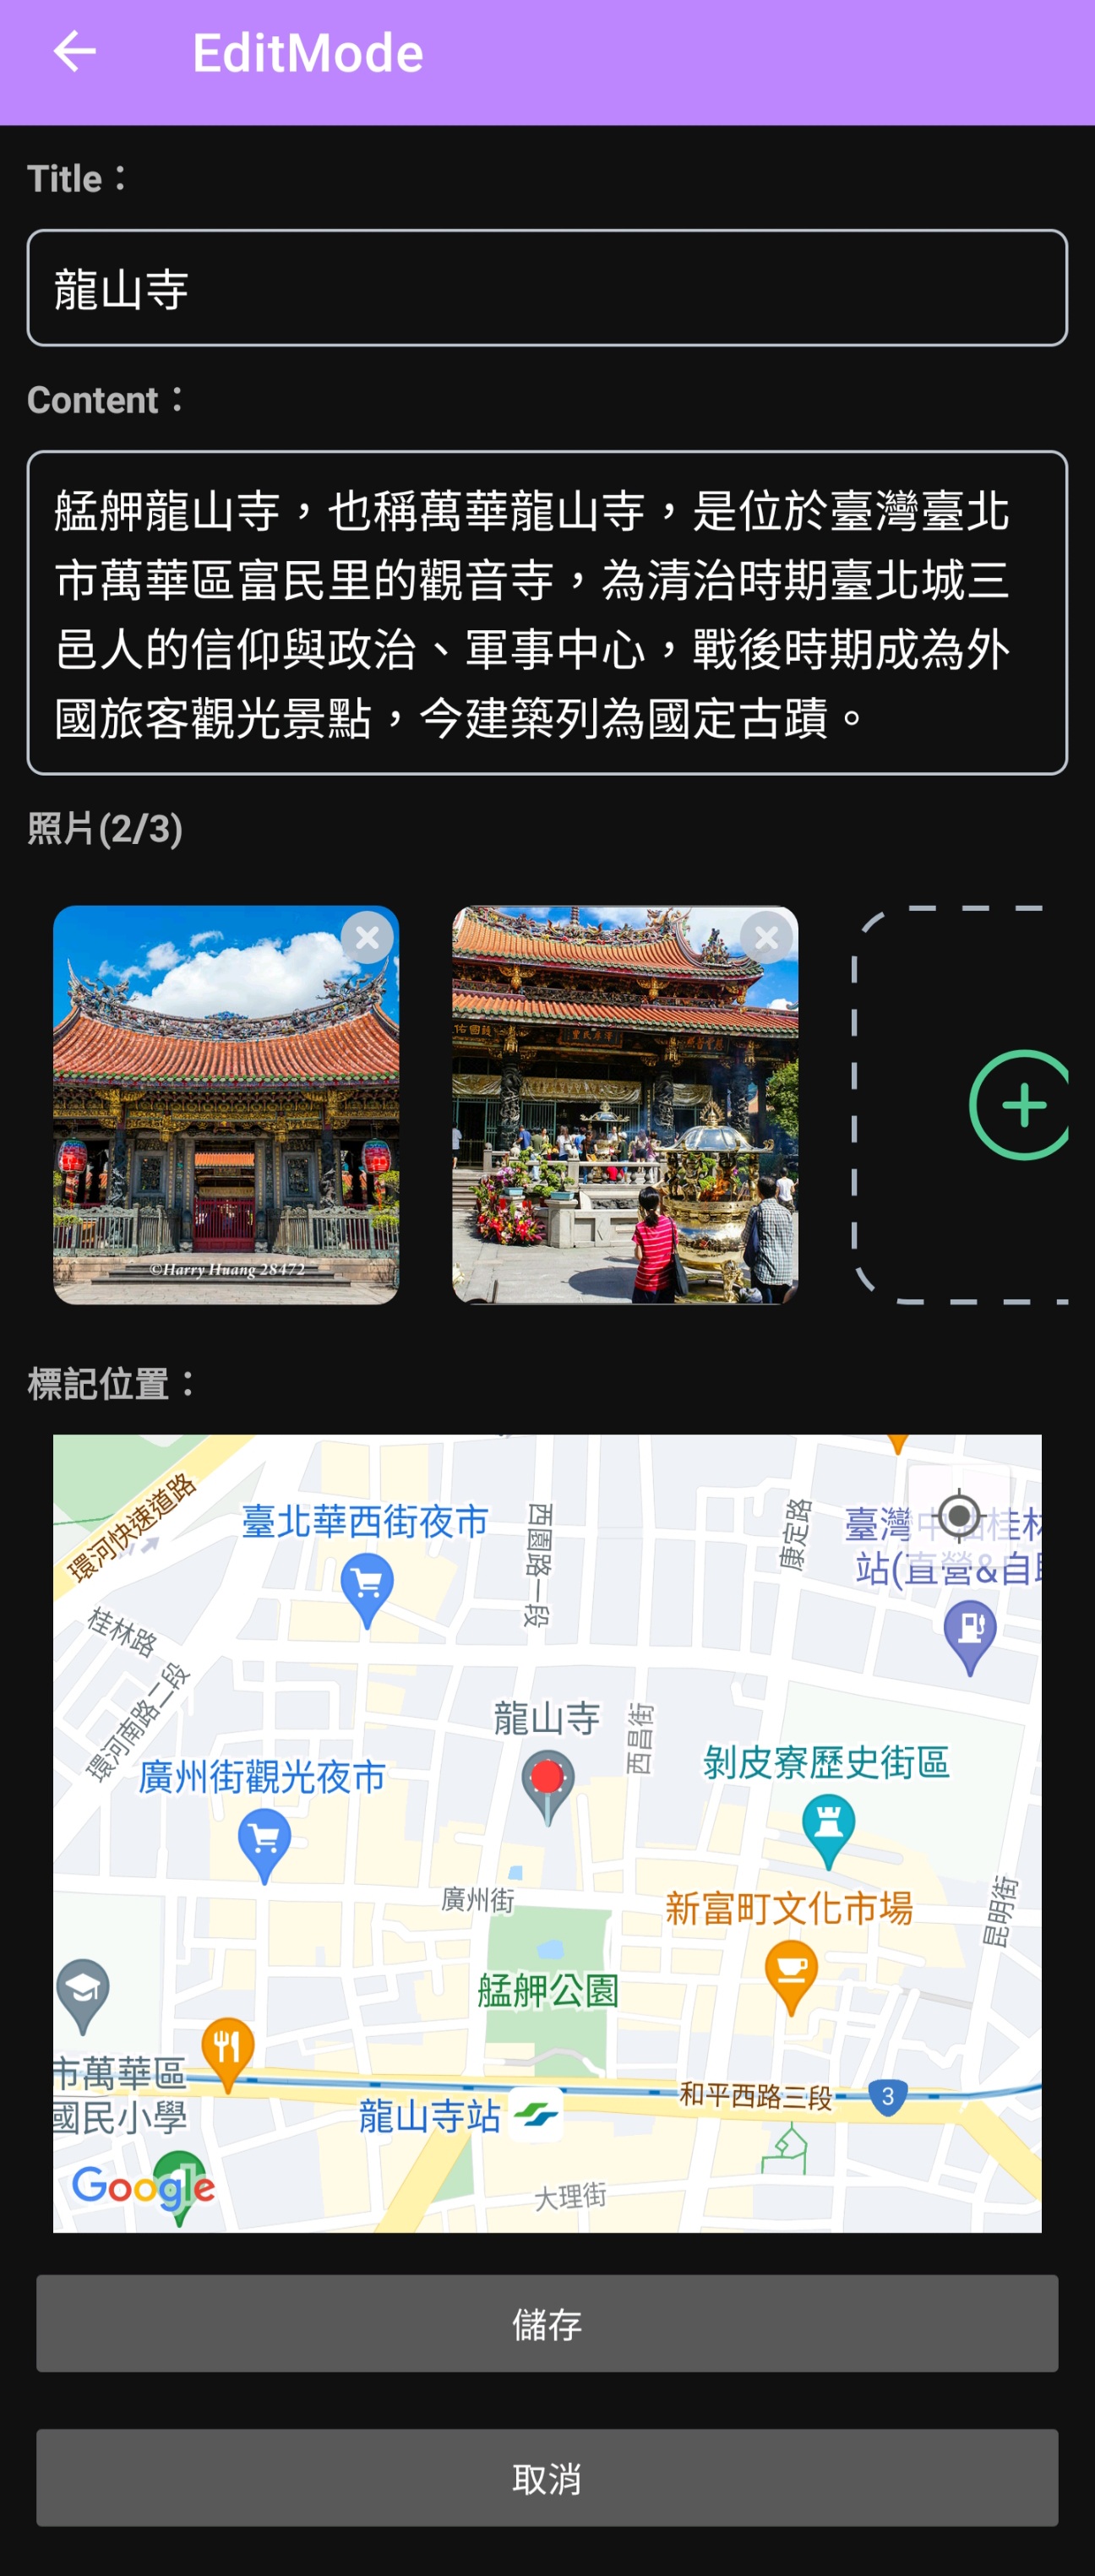 EditMode
Title：
龍山寺
Content：
艋舺龍山寺，也稱萬華龍山寺，是位於臺灣臺北
市萬華區富民里的觀音寺，為清治時期臺北城三
邑人的信仰與政治、軍事中心，戰後時期成為外
國旅客觀光景點，今建築列為國定古蹟。
照片(2/3)
©Harry Huang 28472
標記位置：
環河快速道路
臺北華西街夜市
西園路一段
康定路
臺灣中油桂林
站(直營&自助
桂林路
環河南路二段
龍山寺
西昌街
廣州街觀光夜市
剝皮寮歷史街區
廣州街
新富町文化市場
昆明街
艋舺公園
市萬華區
國民小學
和平西路三段
3
龍山寺站
Google
大理街
儲存
取消